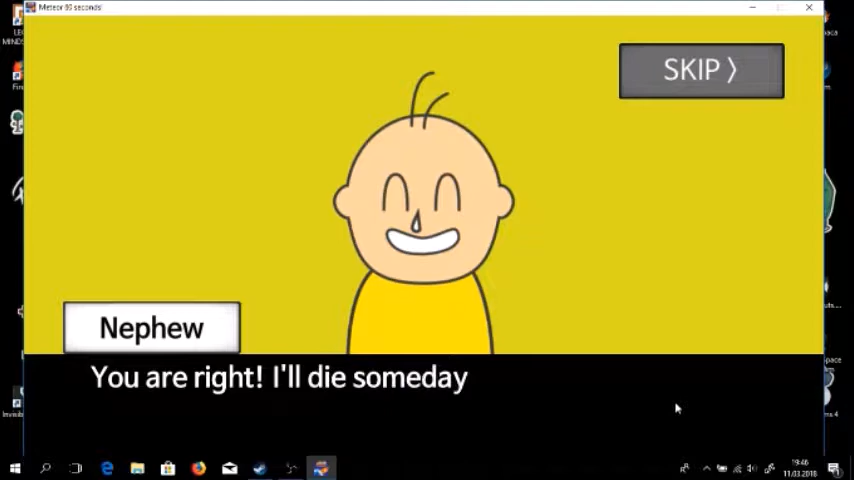 Meteor 60 seconds!
SKIP 〉
Nephew
You are right! I'll die someday
19:46
11.03.2018